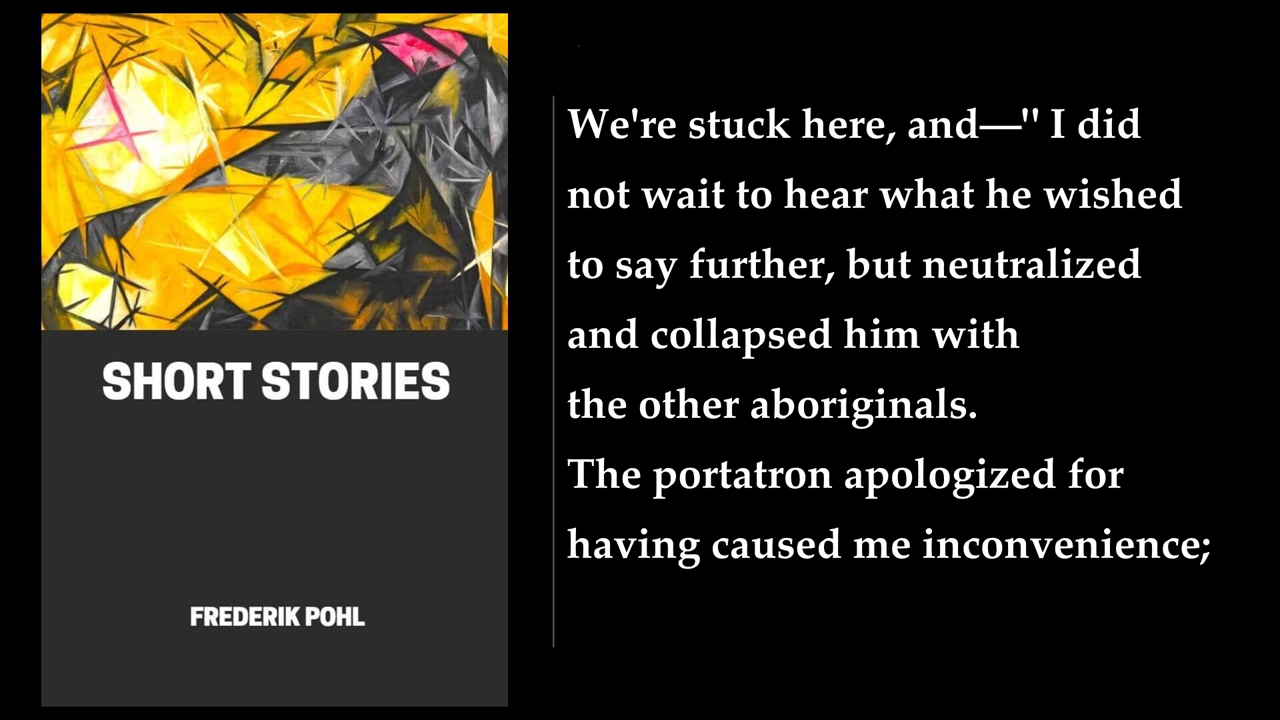 SHORT STORIES
FREDERIK POHL
We're stuck here, and—" I did
not wait to hear what he wished
to say further, but neutralized
and collapsed him with
the other aboriginals.
The portatron apologized for
having caused me inconvenience;